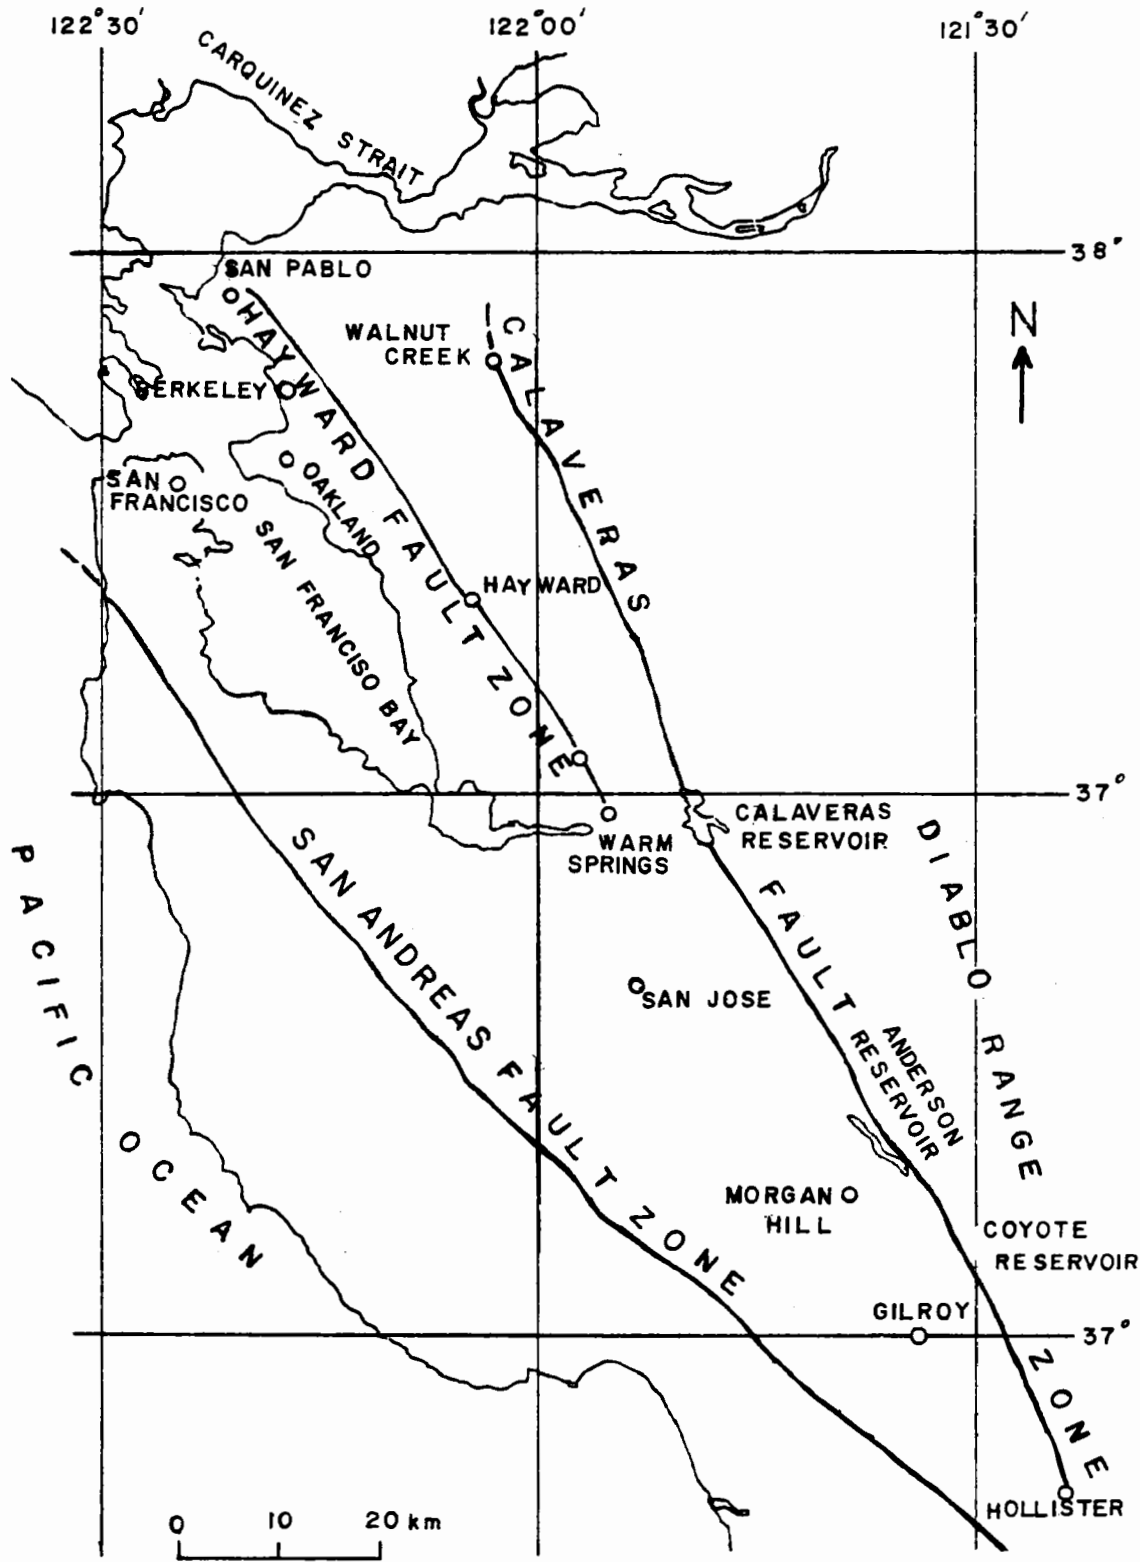 122°30'
122°00'
121°30'
CARQUINEZ STRAIT
38°
SAN PABLO
N
WALNUT
CREEK
HAYWARD FAULT ZONE
CALAVERAS
BERKELEY
OAKLAND
SAN
FRANCISCO
SAN FRANCISO BAY
HAYWARD
37°
CALAVERAS
RESERVOIR
WARM
SPRINGS
DIABLO RANGE
PACIFIC
OCEAN
SAN ANDREAS FAULT ZONE
FAULT
SAN JOSE
ANDERSON
RESERVOIR
MORGAN
HILL
COYOTE
RESERVOIR
GILROY
37°
ZONE
HOLLISTER
0 10 20 km